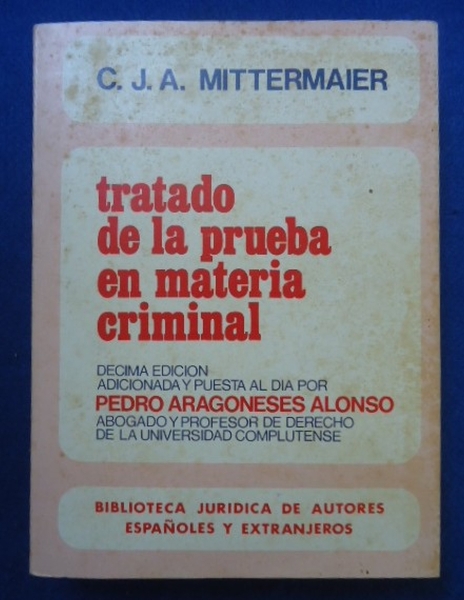 C. J. A. MITTERMAIER
tratado
de la prueba
en materia
criminal
DECIMA EDICION
ADICIONADA Y PUESTA AL DIA POR
PEDRO ARAGONESES ALONSO
ABOGADO Y PROFESOR DE DERECHO
DE LA UNIVERSIDAD COMPLUTENSE
BIBLIOTECA JURIDICA DE AUTORES
ESPAÑOLES Y EXTRANJEROS